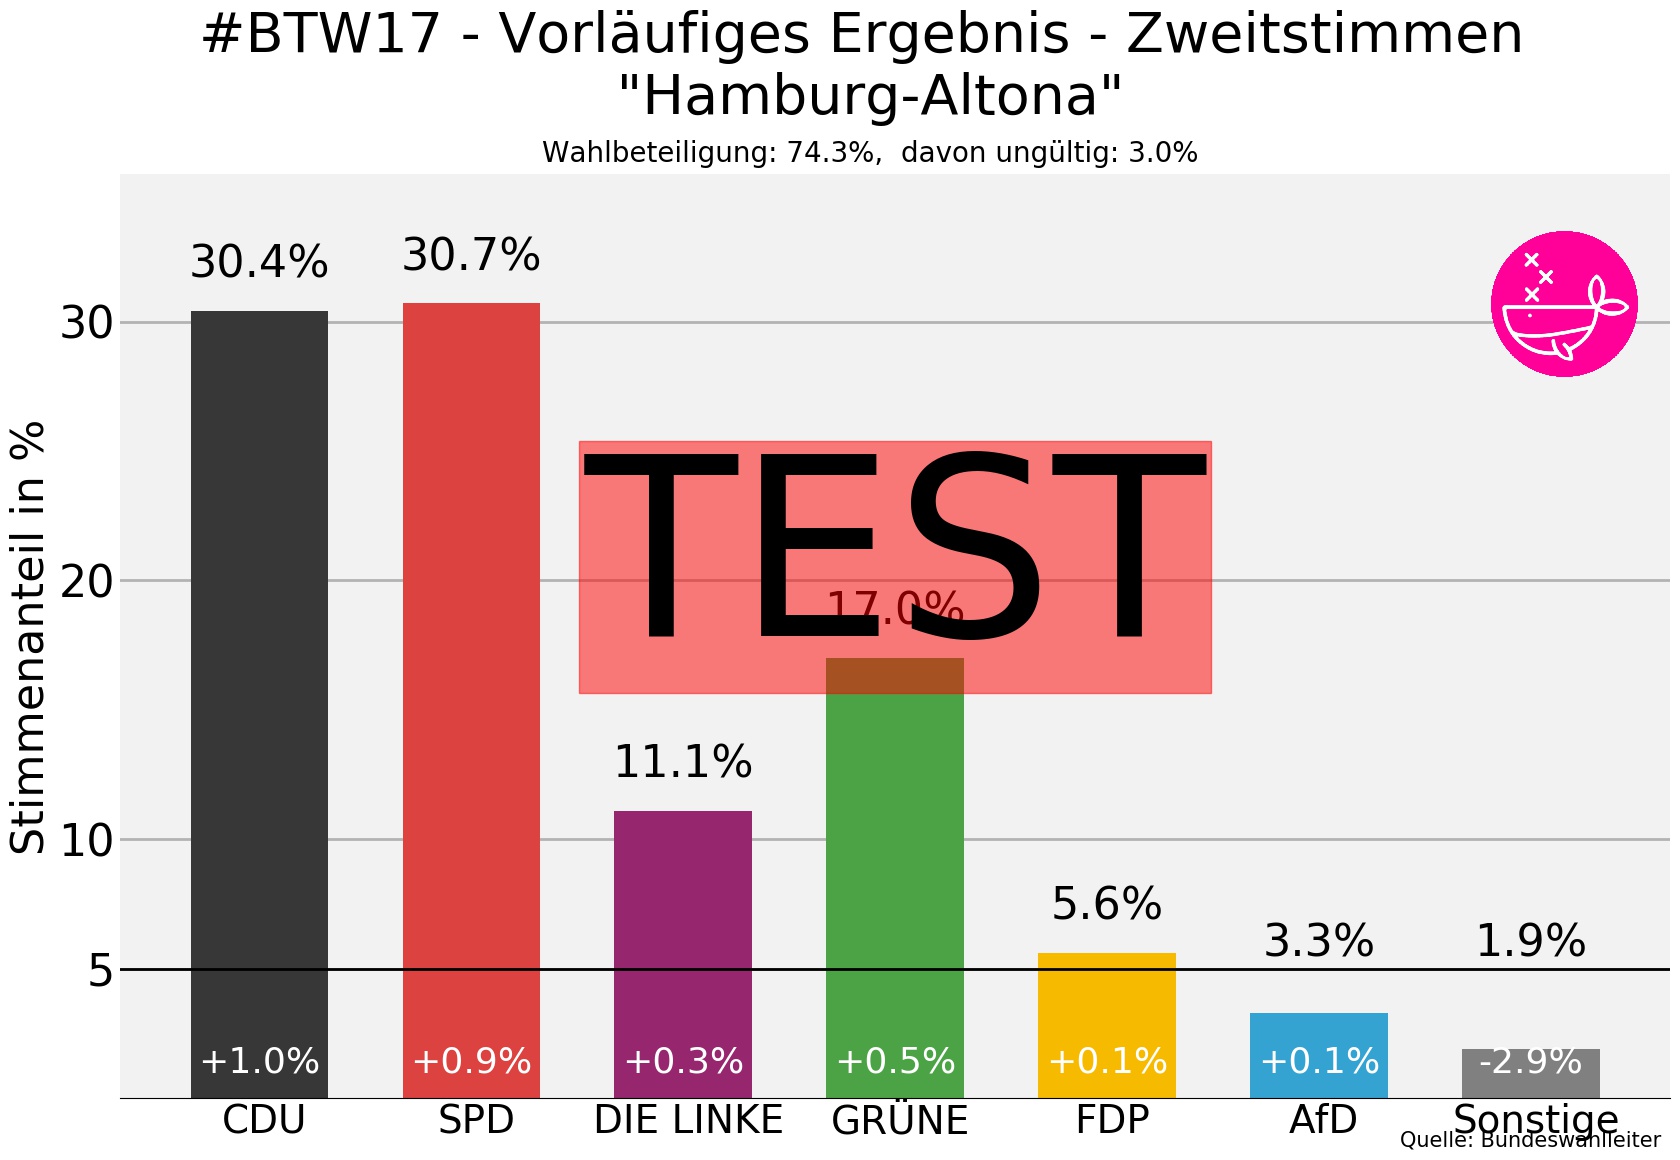 #BTW17 - Vorläufiges Ergebnis - Zweitstimmen
"Hamburg-Altona"
Wahlbeteiligung: 74.3%, davon ungültig: 3.0%
Stimmenanteil in %
30
20
10
5
30.4%
30.7%
11.1%
17.0%
5.6%
3.3%
1.9%
TEST
+1.0%
+0.9%
+0.3%
+0.5%
+0.1%
+0.1%
-2.9%
CDU
SPD
DIE LINKE
GRÜNE
FDP
AfD
Sonstige
Quelle: Bundeswahlleiter